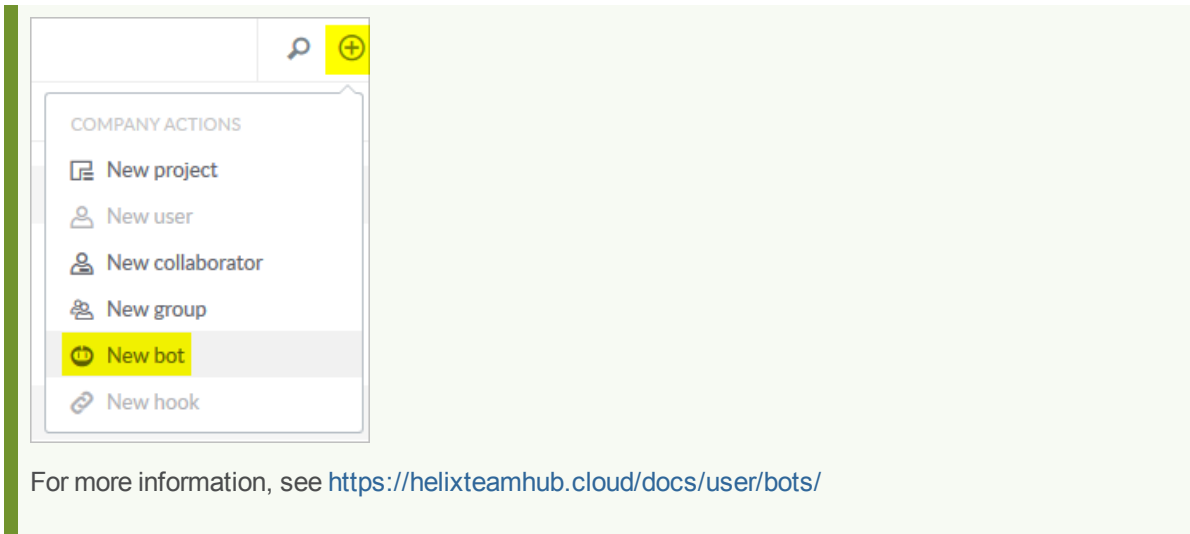 COMPANY ACTIONS
New project
New user
New collaborator
New group
New bot
New hook
For more information, see https://helixteamhub.cloud/docs/user/bots/